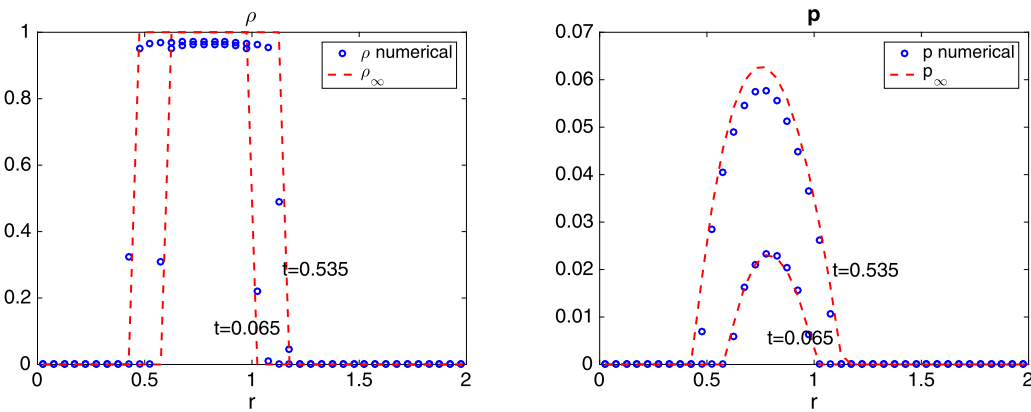 ρ
1
0.8
0.6
0.4
0.2
0
0 0.5 1 1.5 2
r
ρ numerical
ρ∞
t=0.535
t=0.065
p
0.07
0.06
0.05
0.04
0.03
0.02
0.01
0
0 0.5 1 1.5 2
r
p numerical
p∞
t=0.535
t=0.065